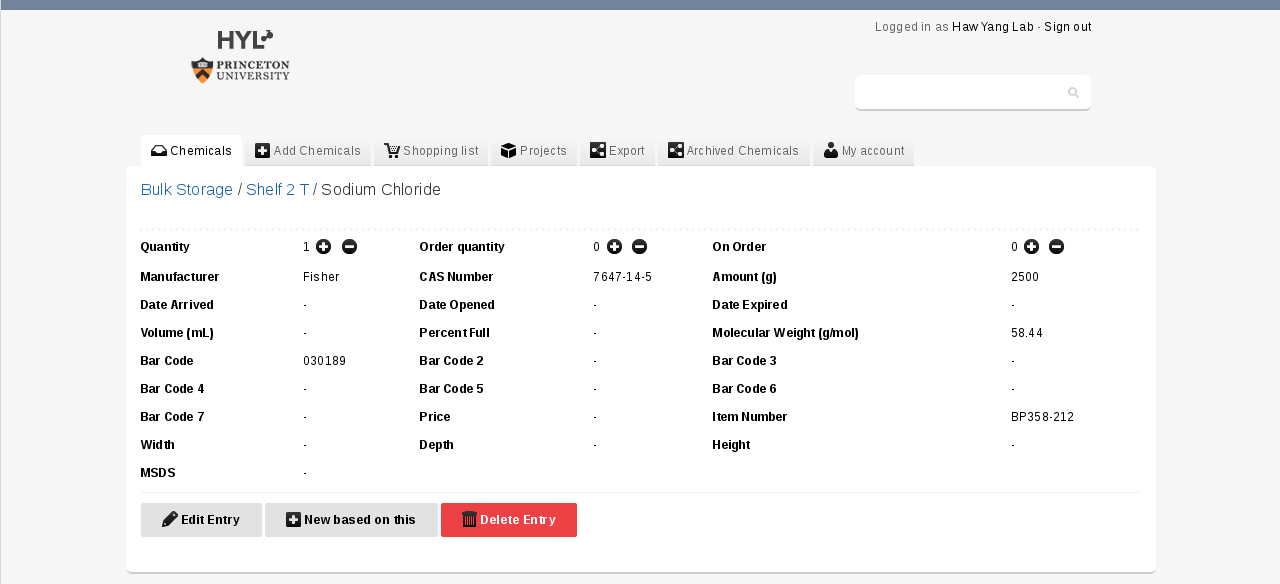 Logged in as Haw Yang Lab - Sign out
HYL
PRINCETON
UNIVERSITY
Chemicals Add Chemicals Shopping list Projects Export Archived Chemicals My account
Bulk Storage / Shelf 2 T / Sodium Chloride
Quantity 1 Order quantity 0 On Order 0
Manufacturer Fisher CAS Number 7647-14-5 Amount (g) 2500
Date Arrived - Date Opened - Date Expired -
Volume (mL) - Percent Full - Molecular Weight (g/mol) 58.44
Bar Code 030189 Bar Code 2 - Bar Code 3 -
Bar Code 4 - Bar Code 5 - Bar Code 6 -
Bar Code 7 - Price - Item Number BP358-212
Width - Depth - Height -
MSDS -
Edit Entry New based on this Delete Entry